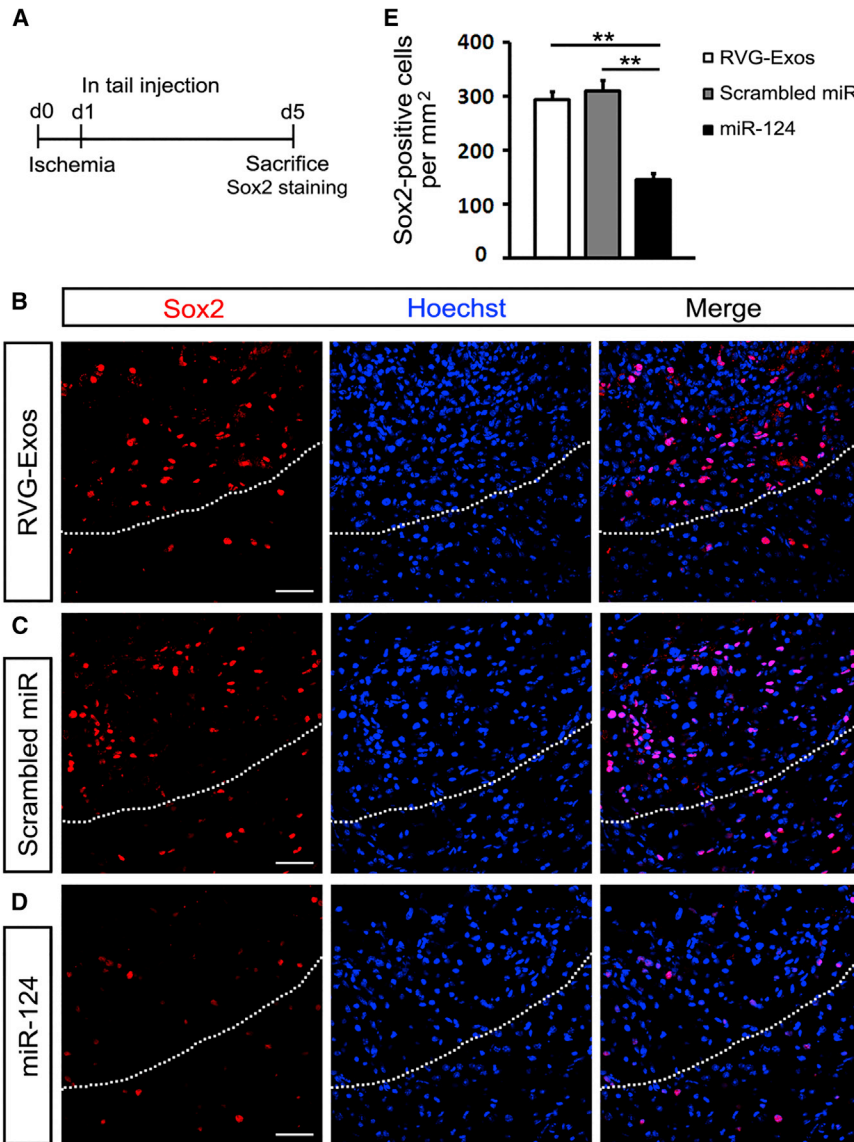 A
In tail injection
d0 d1 d5
Ischemia Sacrifice
Sox2 staining
E
Sox2-positive cells
per mm2
400
300
200
100
0
**
**
RVG-Exos
Scrambled miR
miR-124
B
Sox2 Hoechst Merge
RVG-Exos
C
Scrambled miR
D
miR-124